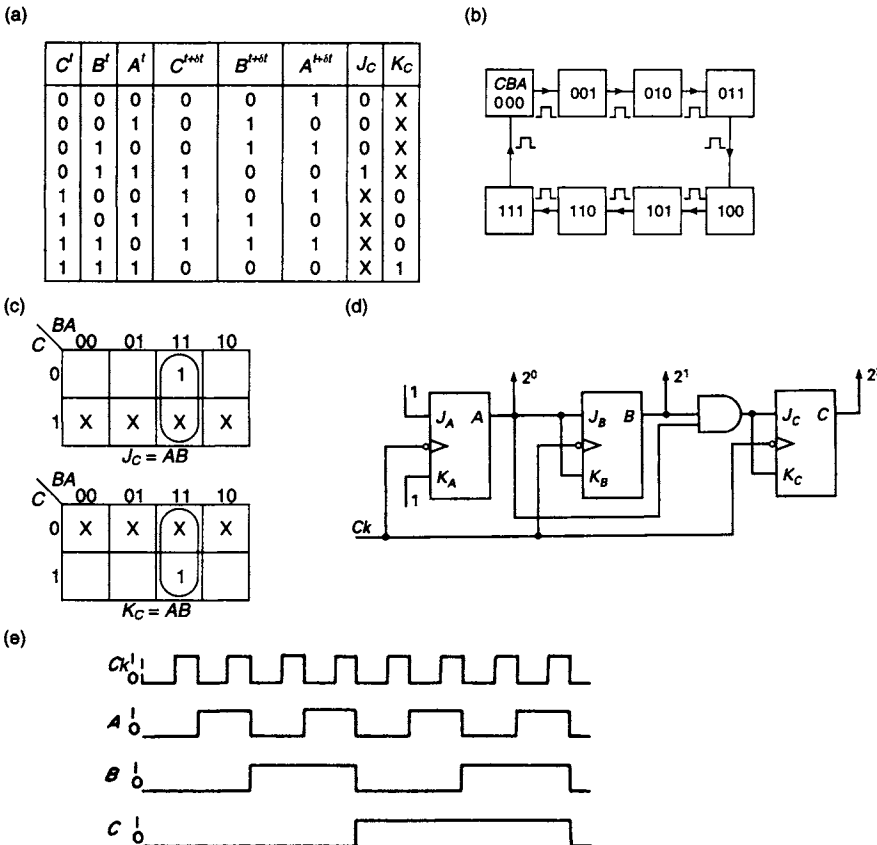 (a)
C^t B^t A^t C^{t+δt} B^{t+δt} A^{t+δt} J_C K_C
0 0 0 0 0 1 0 X
0 0 1 0 1 0 0 X
0 1 0 0 1 1 0 X
0 1 1 1 0 0 1 X
1 0 0 1 0 1 X 0
1 0 1 1 1 0 X 0
1 1 0 1 1 1 X 0
1 1 1 0 0 0 X 1
(b)
CBA
000 001 010 011
111 110 101 100
(c)
BA
C 00 01 11 10
0 1
1 X X X X
J_C = AB
BA
C 00 01 11 10
0 X X X X
1 1
K_C = AB
(d)
1 2^0 2^1
J_A A J_B B J_C C
K_A K_B K_C
1
Ck
(e)
Ck 1 0
A 1 0
B 1 0
C 1 0